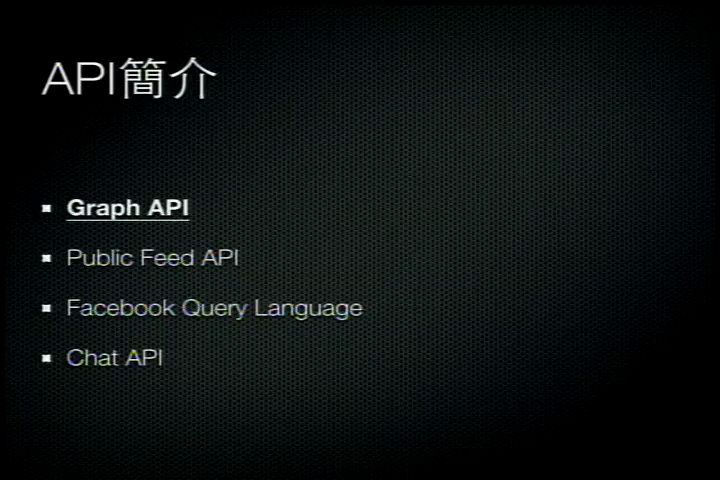 API簡介
Graph API
Public Feed API
Facebook Query Language
Chat API